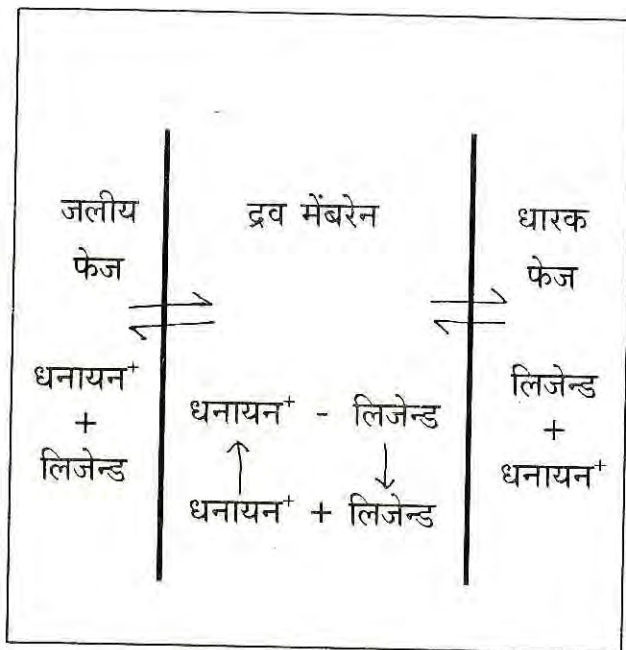 जलीय
फेज
द्रव मेंबरेन
धारक
फेज
धनायन⁺
+
लिजेन्ड
धनायन⁺ - लिजेन्ड
धनायन⁺ + लिजेन्ड
लिजेन्ड
+
धनायन⁺